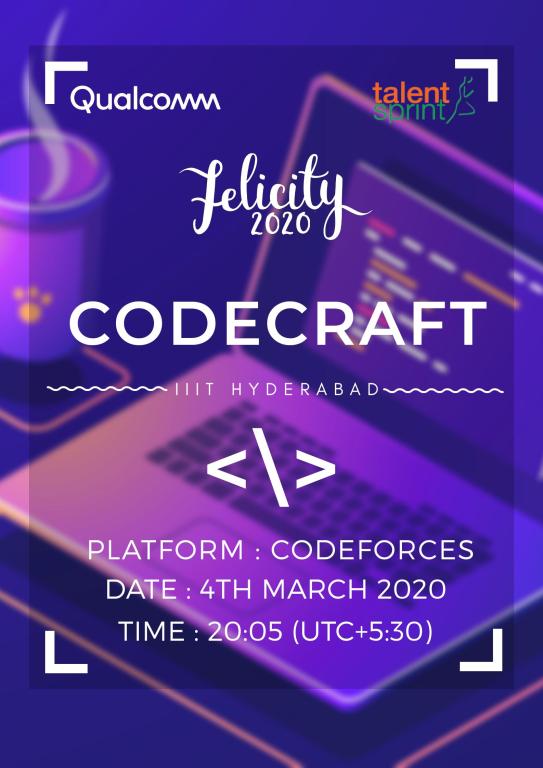 Qualcomm
talent
sprint
Felicity
2020
CODECRAFT
IIIT HYDERABAD
<\>
PLATFORM : CODEFORCES
DATE : 4TH MARCH 2020
TIME : 20:05 (UTC+5:30)